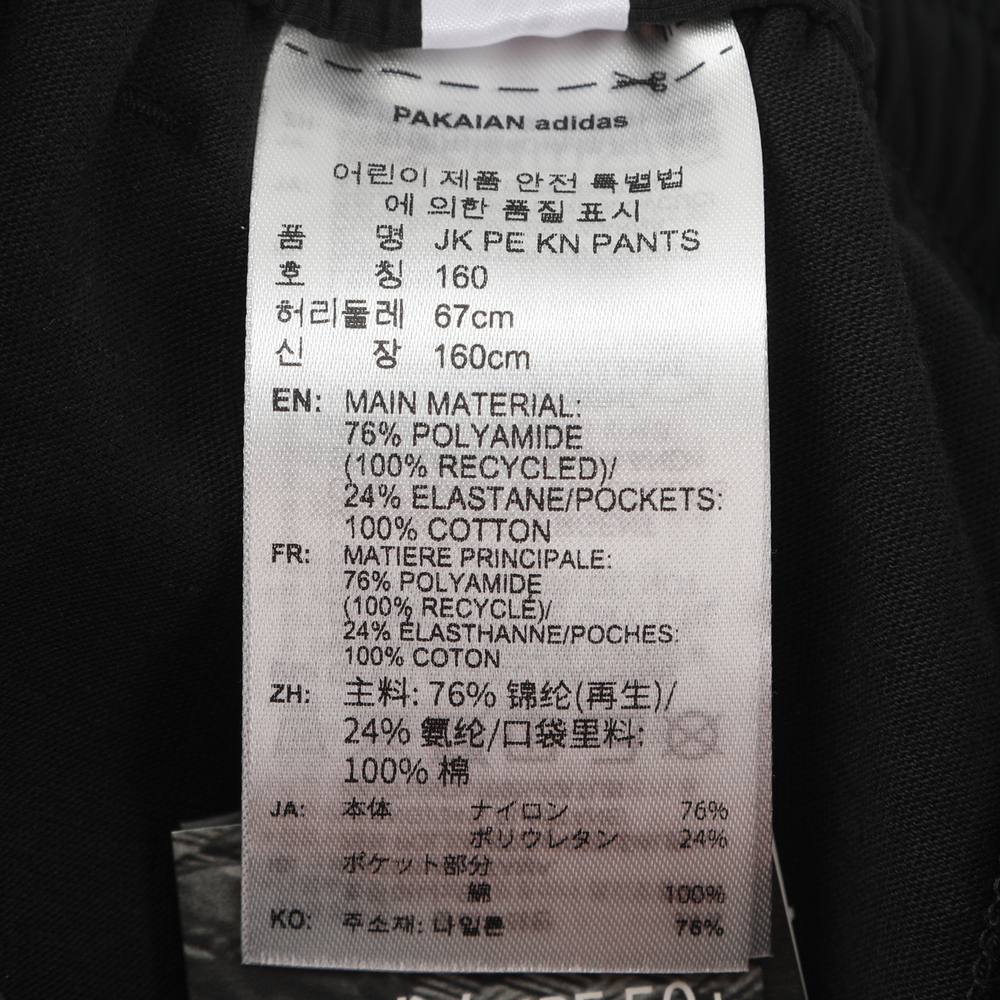 PAKAIAN adidas
어린이 제품 안전 특별법
에 의한 품질 표시
품 명 JK PE KN PANTS
호 칭 160
허리둘레 67cm
신 장 160cm
EN: MAIN MATERIAL:
76% POLYAMIDE
(100% RECYCLED)/
24% ELASTANE/POCKETS:
100% COTTON
FR: MATIERE PRINCIPALE:
76% POLYAMIDE
(100% RECYCLÉ)/
24% ÉLASTHANNE/POCHES:
100% COTON
ZH: 主料: 76% 锦纶(再生)/
24% 氨纶/口袋里料:
100% 棉
JA: 本体 ナイロン 76%
ポリウレタン 24%
ポケット部分
綿 100%
KO: 주소재: 나일론 76%